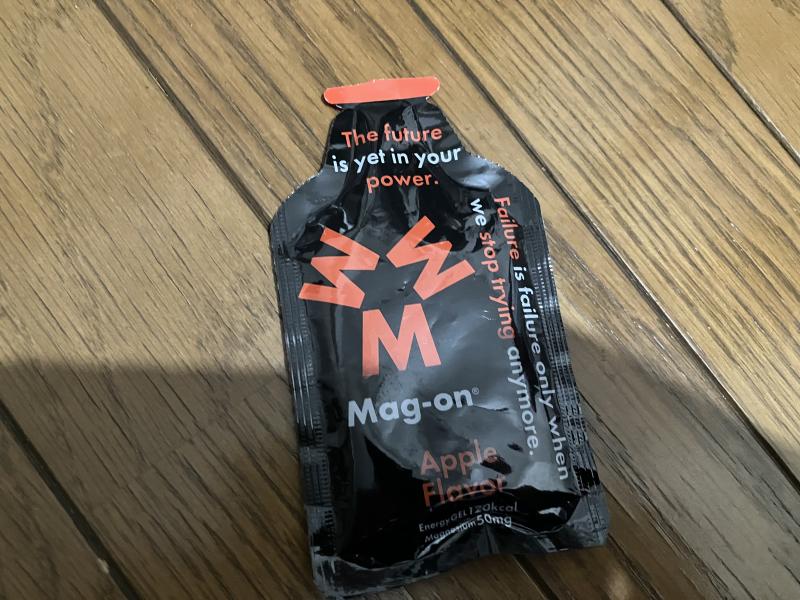 The future
is yet in your
power.
Failure is failure only when
we stop trying anymore.
M M
M
Mag-on®
Apple
Flavor
Energy GEL 120kcal
Magnesium 50mg